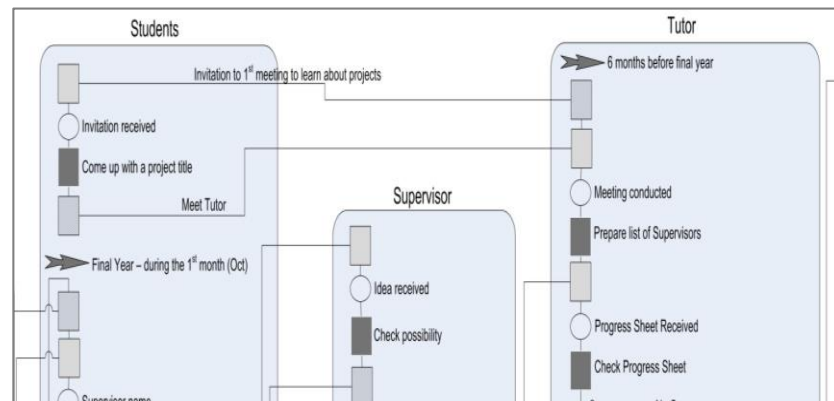 Students
Tutor
6 months before final year
Invitation to 1st meeting to learn about projects
Invitation received
Come up with a project title
Meet Tutor
Supervisor
Meeting conducted
Prepare list of Supervisors
Final Year – during the 1st month (Oct)
Idea received
Check possibility
Progress Sheet Received
Check Progress Sheet
Supervisor name